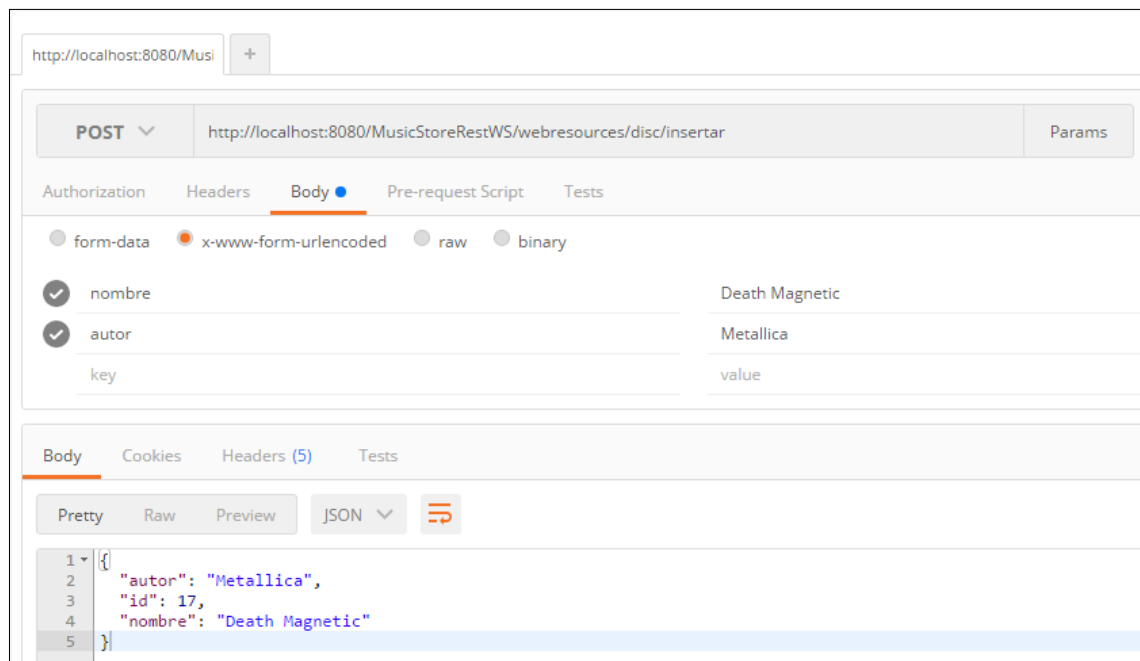 http://localhost:8080/Musi +
POST http://localhost:8080/MusicStoreRestWS/webresources/disc/insertar Params
Authorization Headers Body Pre-request Script Tests
form-data x-www-form-urlencoded raw binary
nombre Death Magnetic
autor Metallica
key value
Body Cookies Headers (5) Tests
Pretty Raw Preview JSON
1 {
2 "autor": "Metallica",
3 "id": 17,
4 "nombre": "Death Magnetic"
5 }